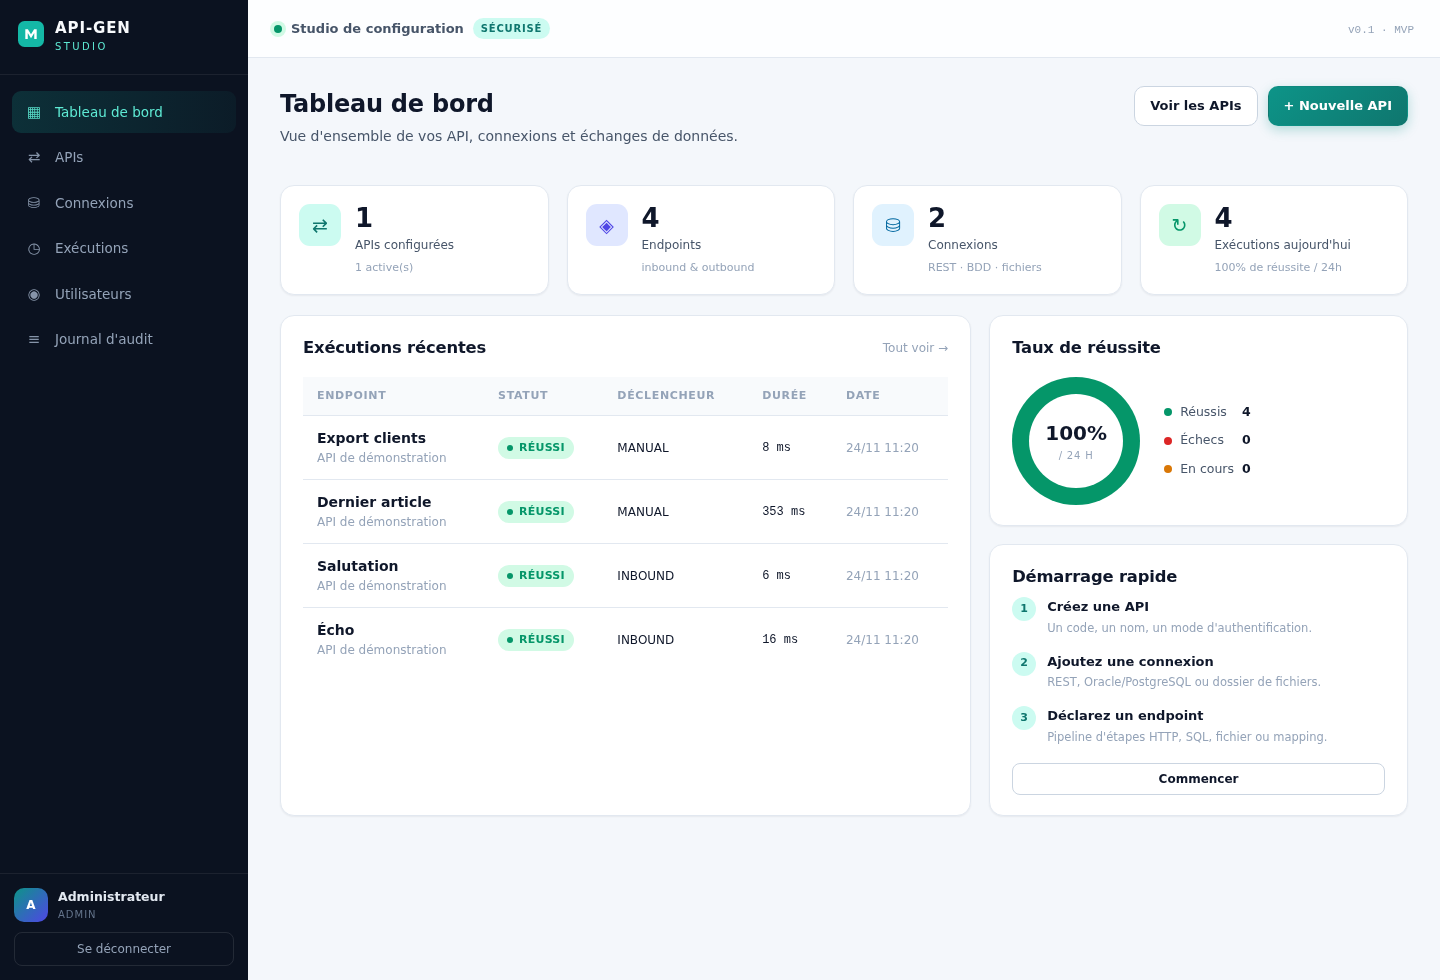 M
API-GEN
STUDIO
Tableau de bord
APIs
Connexions
Exécutions
Utilisateurs
Journal d'audit
A
Administrateur
ADMIN
Se déconnecter
Studio de configuration SÉCURISÉ
v0.1 · MVP
Tableau de bord
Vue d'ensemble de vos API, connexions et échanges de données.
Voir les APIs
+ Nouvelle API
1
APIs configurées
1 active(s)
4
Endpoints
inbound & outbound
2
Connexions
REST · BDD · fichiers
4
Exécutions aujourd'hui
100% de réussite / 24h
Exécutions récentes
Tout voir →
ENDPOINT STATUT DÉCLENCHEUR DURÉE DATE
Export clients
API de démonstration
RÉUSSI MANUAL 8 ms 24/11 11:20
Dernier article
API de démonstration
RÉUSSI MANUAL 353 ms 24/11 11:20
Salutation
API de démonstration
RÉUSSI INBOUND 6 ms 24/11 11:20
Écho
API de démonstration
RÉUSSI INBOUND 16 ms 24/11 11:20
Taux de réussite
100%
/ 24 H
Réussis 4
Échecs 0
En cours 0
Démarrage rapide
1
Créez une API
Un code, un nom, un mode d'authentification.
2
Ajoutez une connexion
REST, Oracle/PostgreSQL ou dossier de fichiers.
3
Déclarez un endpoint
Pipeline d'étapes HTTP, SQL, fichier ou mapping.
Commencer